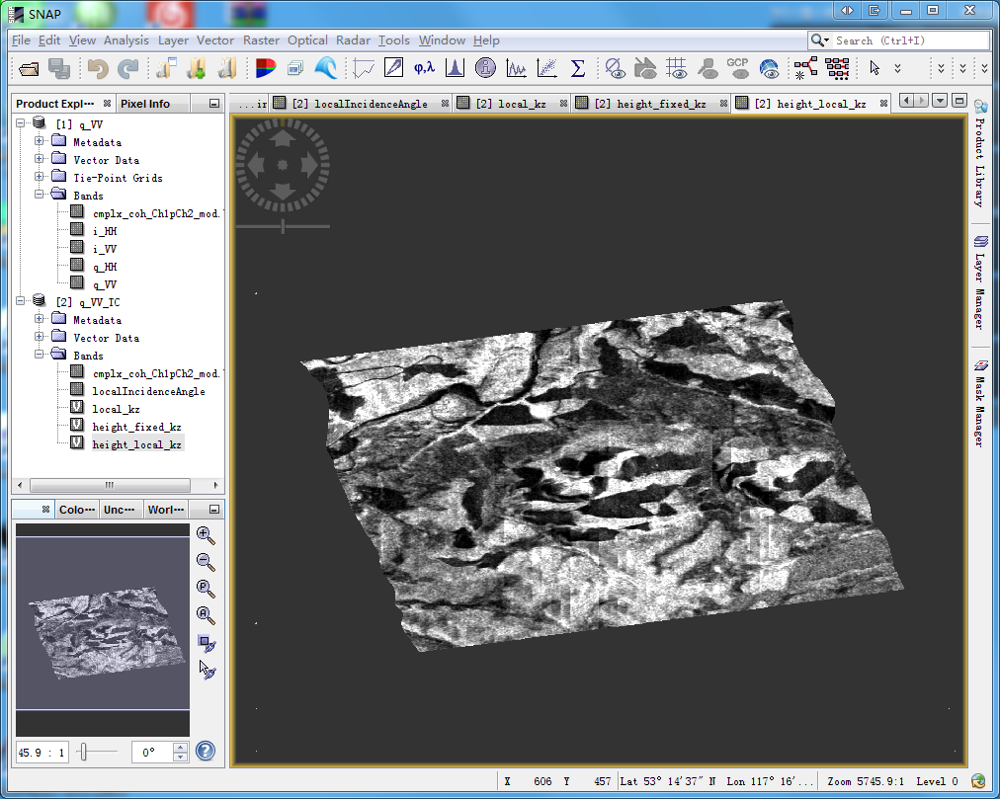 SNAP
File Edit View Analysis Layer Vector Raster Optical Radar Tools Window Help
Search (Ctrl+I)
φ,λ
Σ
GCP
Product Expl···
Pixel Info
[2] localIncidenceAngle
[2] local_kz
[2] height_fixed_kz
[2] height_local_kz
[1] q_VV
Metadata
Vector Data
Tie-Point Grids
Bands
cmplx_coh_Ch1pCh2_mod.
i_HH
i_VV
q_HH
q_VV
[2] q_VV_TC
Metadata
Vector Data
Bands
cmplx_coh_Ch1pCh2_mod.
localIncidenceAngle
local_kz
height_fixed_kz
height_local_kz
Colo···
Unc···
Worl···
45.9 : 1
0°
Product Library
Layer Manager
Mask Manager
X 606 Y 457 Lat 53° 14'37" N Lon 117° 16'... Zoom 5745.9:1 Level 0